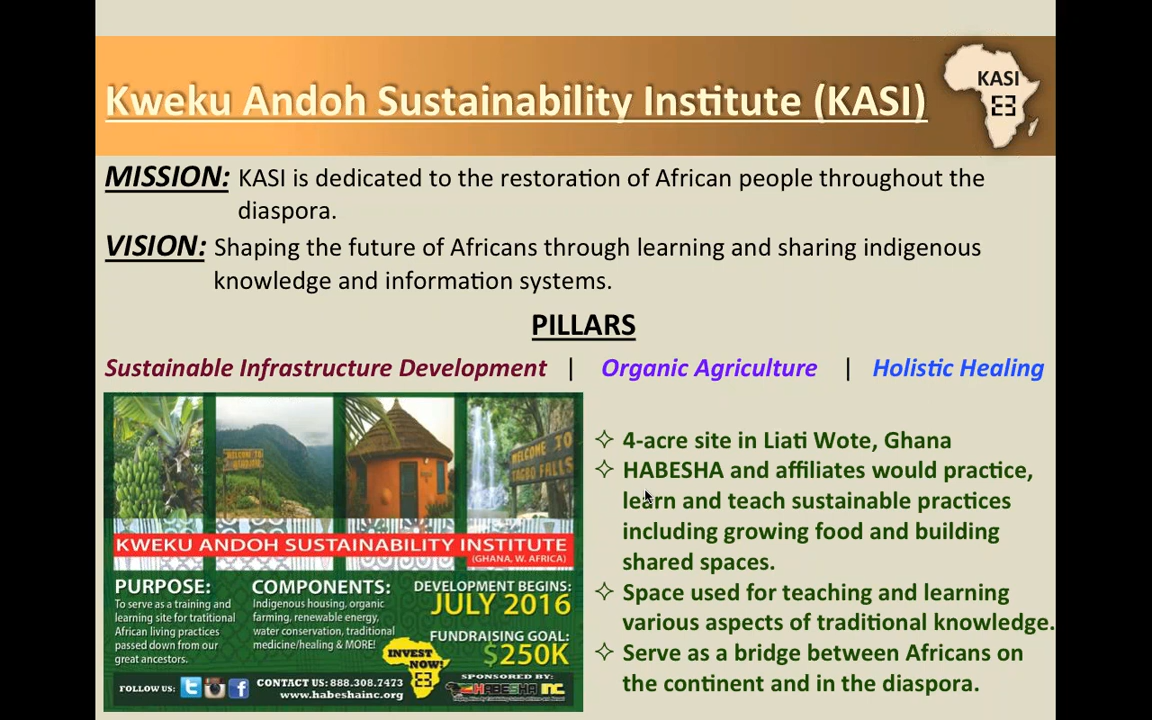 Kweku Andoh Sustainability Institute (KASI)
KASI
MISSION: KASI is dedicated to the restoration of African people throughout the
diaspora.
VISION: Shaping the future of Africans through learning and sharing indigenous
knowledge and information systems.
PILLARS
Sustainable Infrastructure Development | Organic Agriculture | Holistic Healing
WELCOME TO
WELCOME TO
FALLS
KWEKU ANDOH SUSTAINABILITY INSTITUTE
(GHANA, W. AFRICA)
PURPOSE:
To serve as a training and
learning site for tratitional
African living practices
passed down from our
great ancestors.
COMPONENTS:
Indigenous housing, organic
farming, renewable energy,
water conservation, traditional
medicine/healing & MORE!
DEVELOPMENT BEGINS:
JULY 2016
FUNDRAISING GOAL:
$250K
INVEST
NOW!
FOLLOW US:
CONTACT US: 888.308.7473
www.habeshainc.org
SPONSORED BY:
HABESHA INC
4-acre site in Liati Wote, Ghana
HABESHA and affiliates would practice,
learn and teach sustainable practices
including growing food and building
shared spaces.
Space used for teaching and learning
various aspects of traditional knowledge.
Serve as a bridge between Africans on
the continent and in the diaspora.